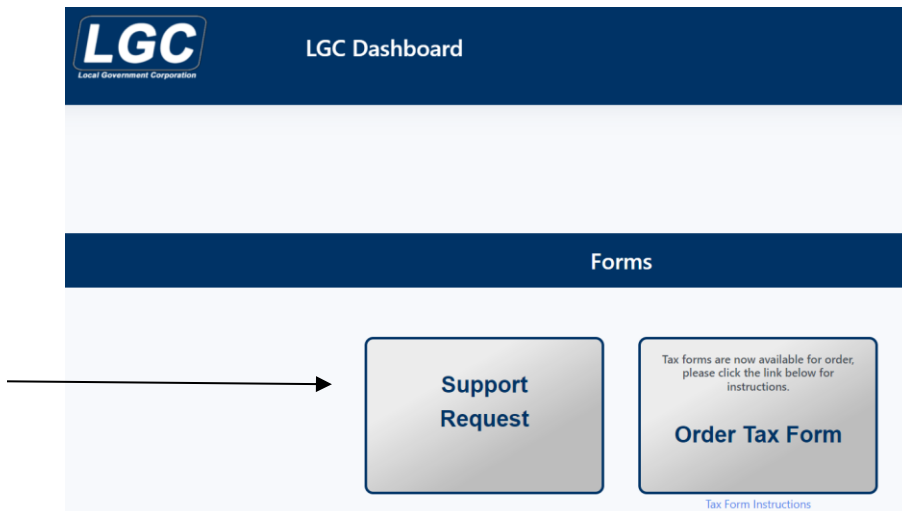 LGC
Local Government Corporation
LGC Dashboard
Forms
Support
Request
Tax forms are now available for order,
please click the link below for
instructions.
Order Tax Form
Tax Form Instructions